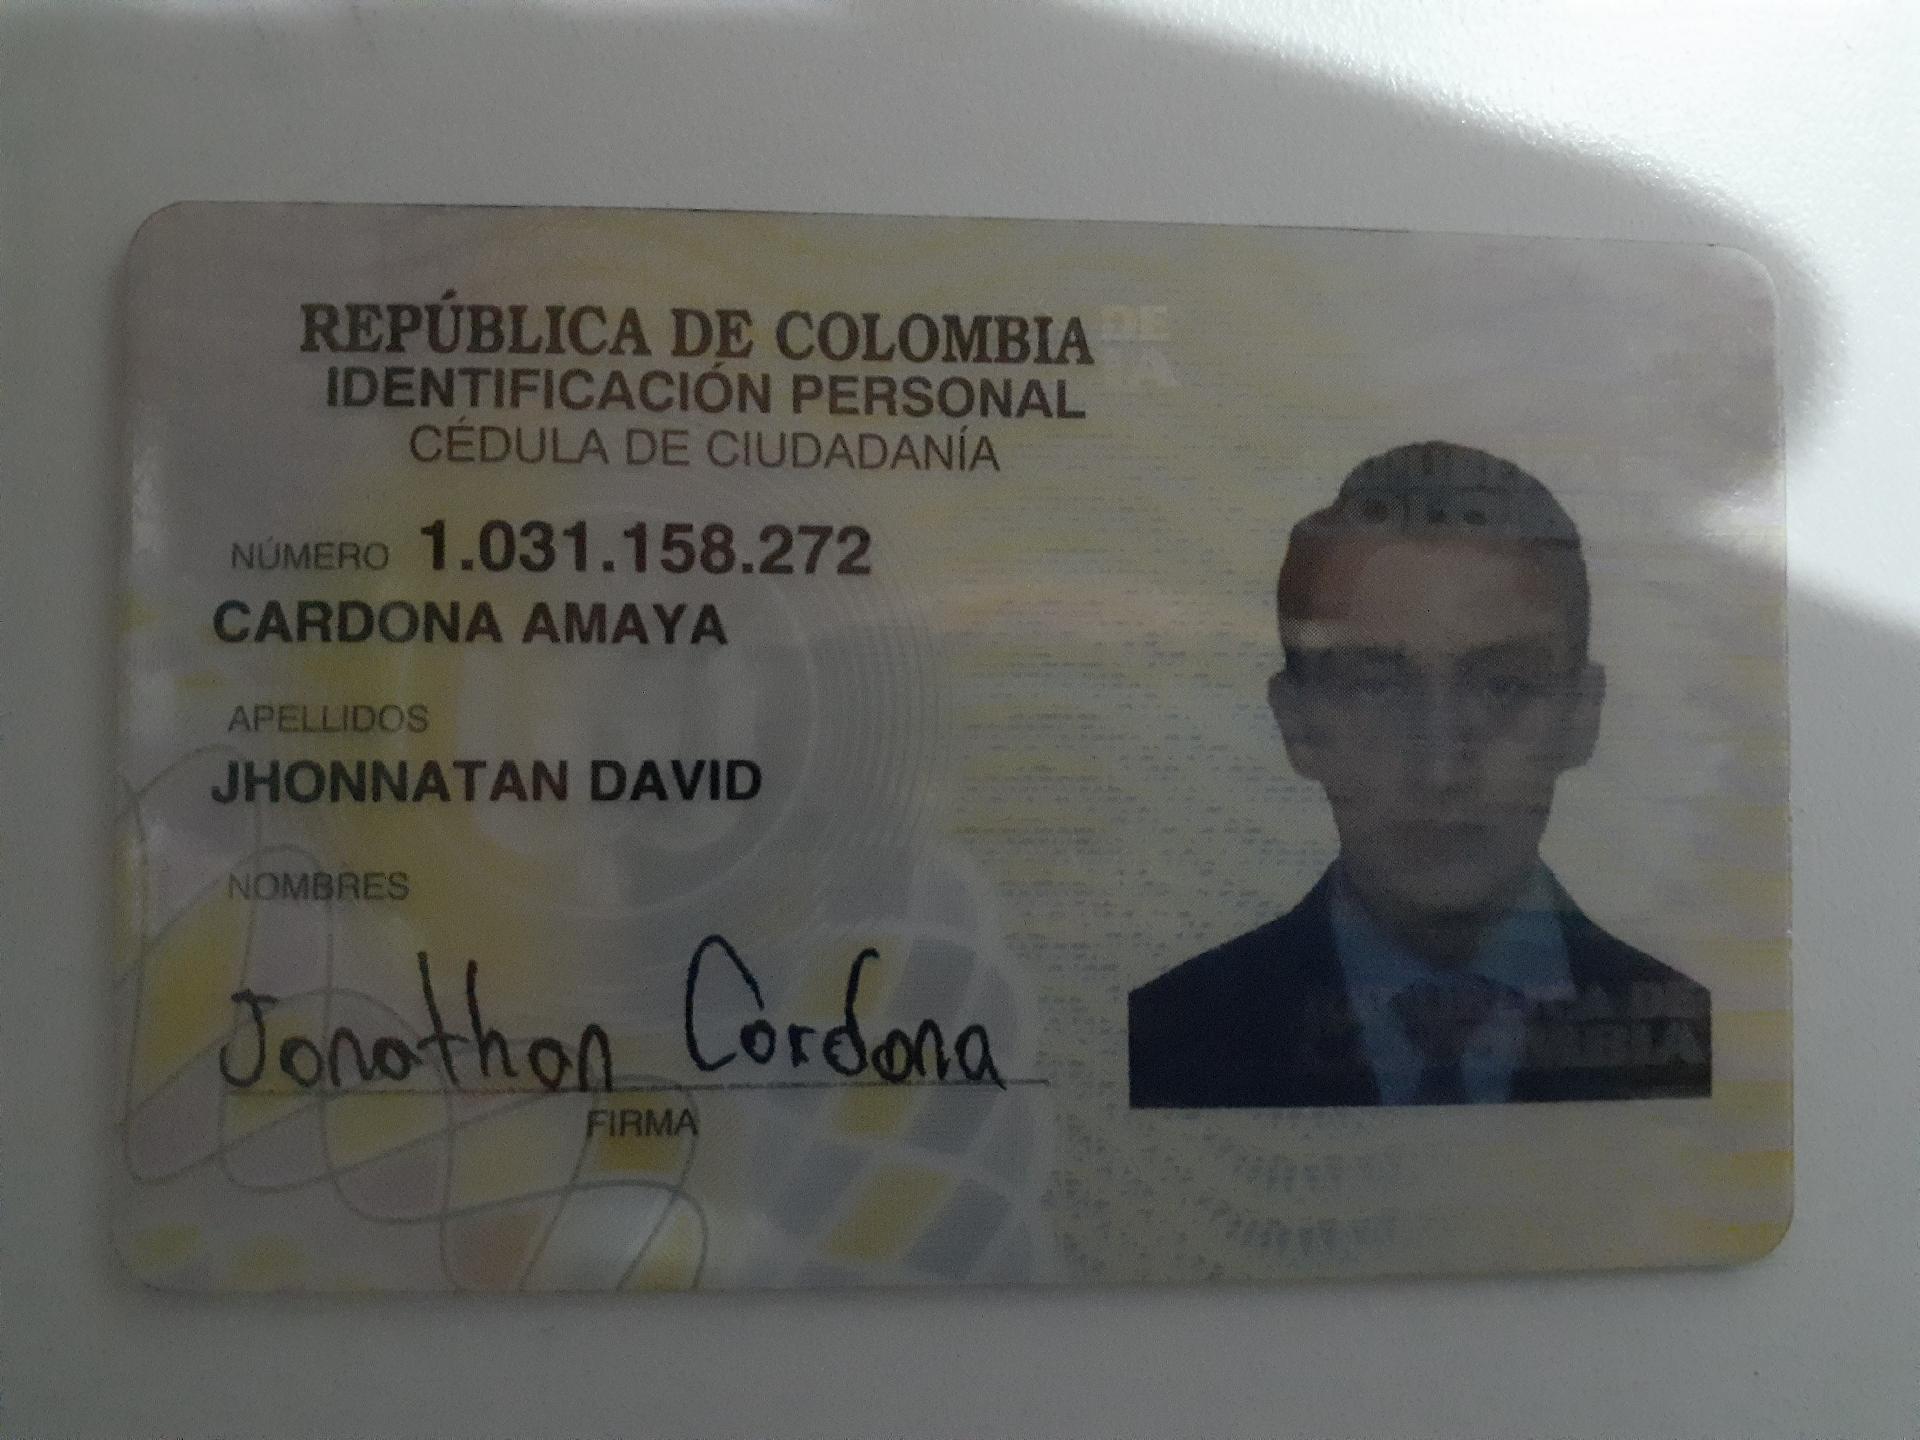 REPÚBLICA DE COLOMBIA
IDENTIFICACIÓN PERSONAL
CÉDULA DE CIUDADANÍA
NÚMERO 1.031.158.272
CARDONA AMAYA
APELLIDOS
JHONNATAN DAVID
NOMBRES
Jonathan Cardona
FIRMA